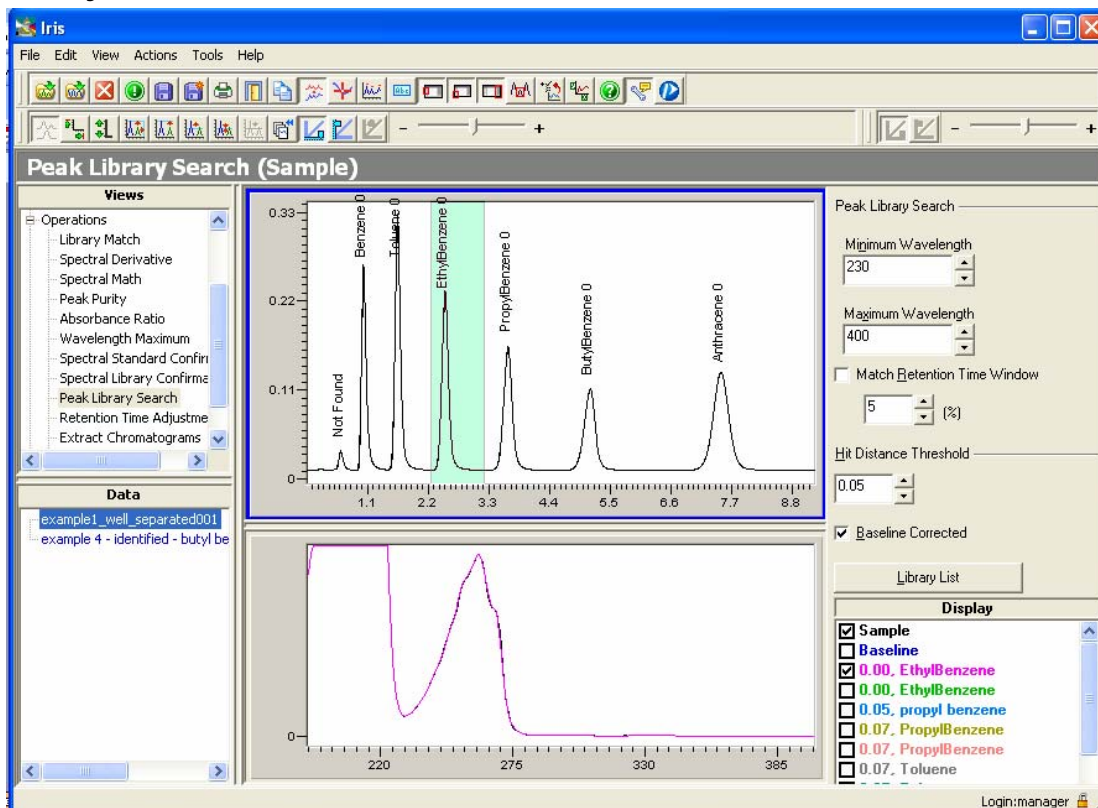 Iris
File Edit View Actions Tools Help
Abc
- +
- +
Peak Library Search (Sample)
Views
Operations
Library Match
Spectral Derivative
Spectral Math
Peak Purity
Absorbance Ratio
Wavelength Maximum
Spectral Standard Confir
Spectral Library Confirma
Peak Library Search
Retention Time Adjustme
Extract Chromatograms
Data
example1_well_separated001
example 4 - identified - butyl be
0.33
0.22
0.11
0
Not Found
Benzene 0
Toluene 0
EthylBenzene 0
PropylBenzene 0
ButylBenzene 0
Anthracene 0
1.1 2.2 3.3 4.4 5.5 6.6 7.7 8.8
0
220 275 330 385
Peak Library Search
Minimum Wavelength
230
Maximum Wavelength
400
Match Retention Time Window
5 (%)
Hit Distance Threshold
0.05
Baseline Corrected
Library List
Display
Sample
Baseline
0.00, EthylBenzene
0.00, EthylBenzene
0.05, propyl benzene
0.07, PropylBenzene
0.07, PropylBenzene
0.07, Toluene
Login:manager